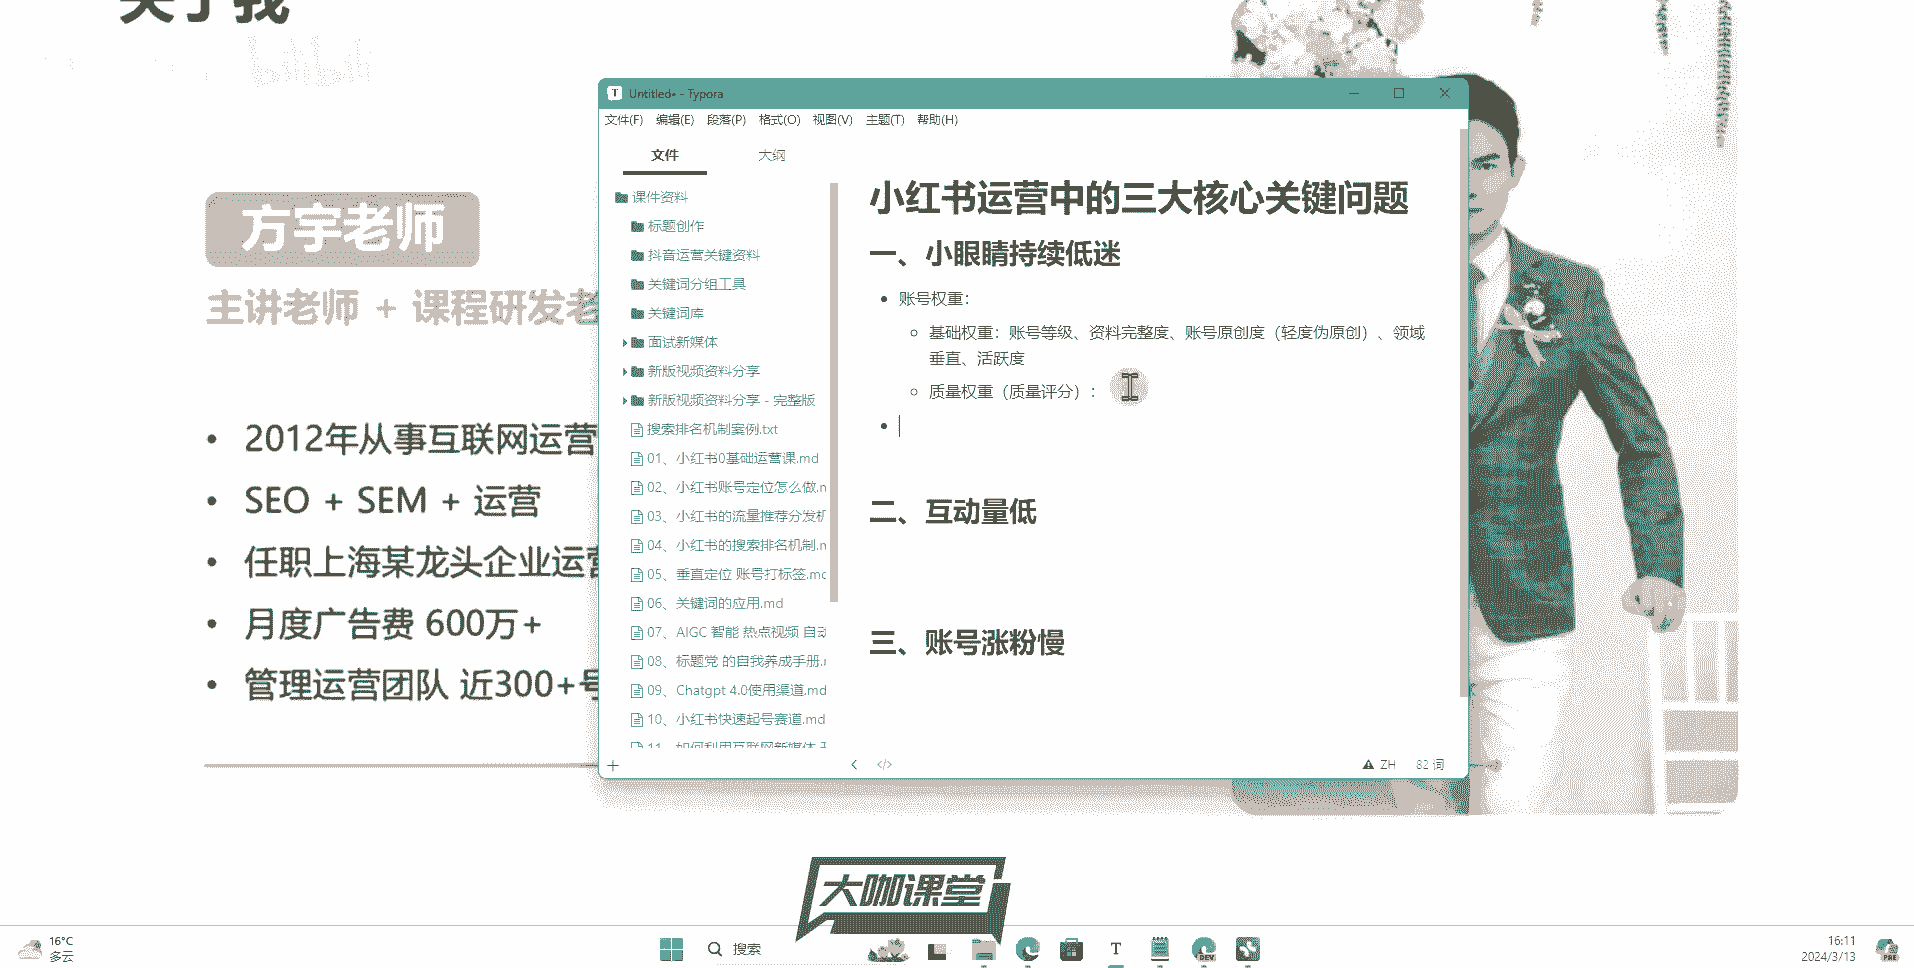 关于我
bilibili
方宇老师
主讲老师 + 课程研发老
2012年从事互联网运营
SEO + SEM + 运营
任职上海某龙头企业运营
月度广告费 600万+
管理运营团队 近300+号
Untitled• - Typora
文件(F) 编辑(E) 段落(P) 格式(O) 视图(V) 主题(T) 帮助(H)
文件 大纲
课件资料
标题创作
抖音运营关键资料
关键词分组工具
关键词库
面试新媒体
新版视频资料分享
新版视频资料分享 - 完整版
搜索排名机制案例.txt
01、小红书0基础运营课.md
02、小红书账号定位怎么做.m
03、小红书的流量推荐分发机
04、小红书的搜索排名机制.m
05、垂直定位 账号打标签.mc
06、关键词的应用.md
07、AIGC 智能 热点视频 自动
08、标题党 的自我养成手册.
09、Chatgpt 4.0使用渠道.md
10、小红书快速起号赛道.md
11、如何利用互联网新媒体
小红书运营中的三大核心关键问题
一、小眼睛持续低迷
账号权重：
基础权重：账号等级、资料完整度、账号原创度（轻度伪原创）、领域
垂直、活跃度
质量权重（质量评分）：
二、互动量低
三、账号涨粉慢
ZH 82 词
大咖课堂
16°C
多云
搜索
T
DEV
16:11
2024/3/13
PRE